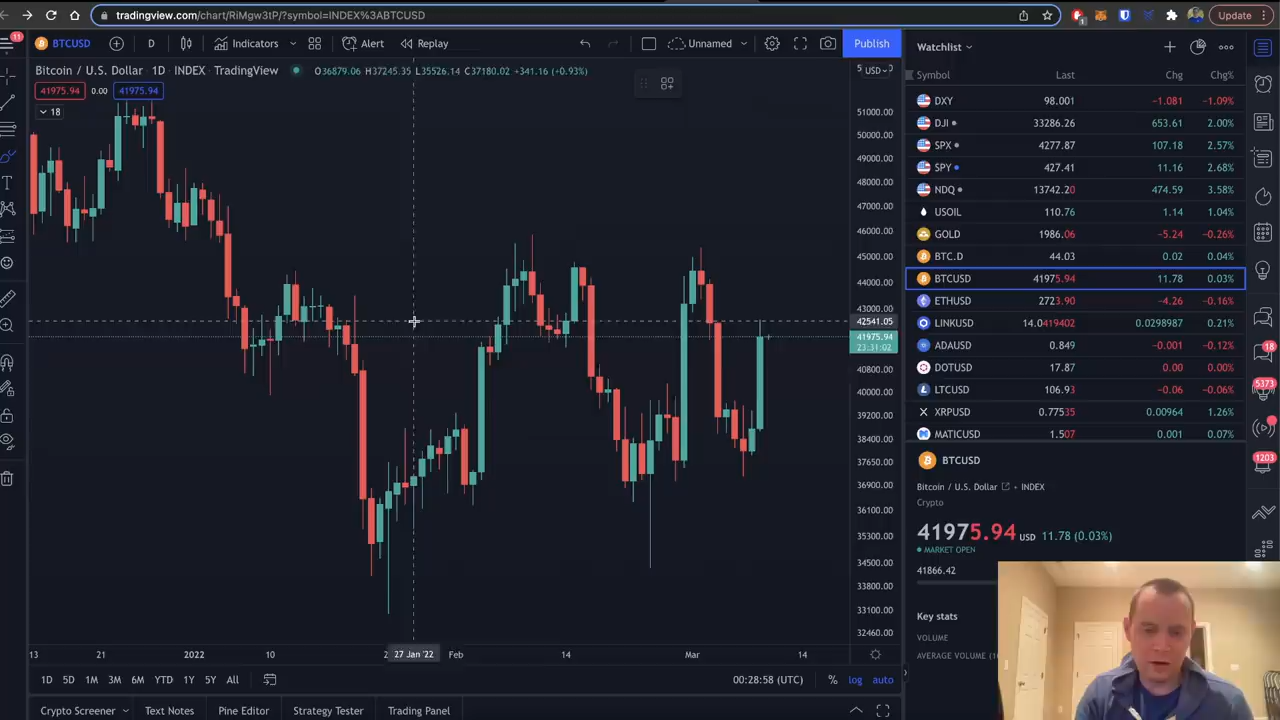 tradingview.com/chart/RiMgw3tP/?symbol=INDEX%3ABTCUSD
Update
11
BTCUSD
D
Indicators
Alert
Replay
Unnamed
Publish
Watchlist
Bitcoin / U.S. Dollar · 1D · INDEX · TradingView
O36879.06 H37245.35 L35526.14 C37180.02 +341.16 (+0.93%)
USD
41975.94 0.00 41975.94
18
Symbol Last Chg Chg%
DXY 98.001 −1.081 −1.09%
DJI 33286.26 653.61 2.00%
SPX 4277.87 107.18 2.57%
SPY 427.41 11.16 2.68%
NDQ 13742.20 474.59 3.58%
USOIL 110.76 1.14 1.04%
GOLD 1986.06 −5.24 −0.26%
BTC.D 44.03 0.02 0.04%
BTCUSD 41975.94 11.78 0.03%
ETHUSD 2723.90 −4.26 −0.16%
LINKUSD 14.0419402 0.0298987 0.21%
ADAUSD 0.849 −0.001 −0.12%
DOTUSD 17.87 0.00 0.00%
LTCUSD 106.93 −0.06 −0.06%
XRPUSD 0.77535 0.00964 1.26%
MATICUSD 1.507 0.001 0.07%
51000.00
50000.00
49000.00
48000.00
47000.00
46000.00
45000.00
44000.00
43000.00
42541.05
41975.94
23:31:02
40800.00
40000.00
39200.00
38400.00
37650.00
36900.00
36100.00
35300.00
34500.00
33800.00
33100.00
32460.00
18
5373
1203
BTCUSD
Bitcoin / U.S. Dollar INDEX
Crypto
41975.94 USD 11.78 (0.03%)
MARKET OPEN
41866.42
Key stats
VOLUME
AVERAGE VOLUME (1
13 21 2022 10 27 Jan '22 Feb 14 Mar 14
1D 5D 1M 3M 6M YTD 1Y 5Y All
00:28:58 (UTC) % log auto
Crypto Screener Text Notes Pine Editor Strategy Tester Trading Panel